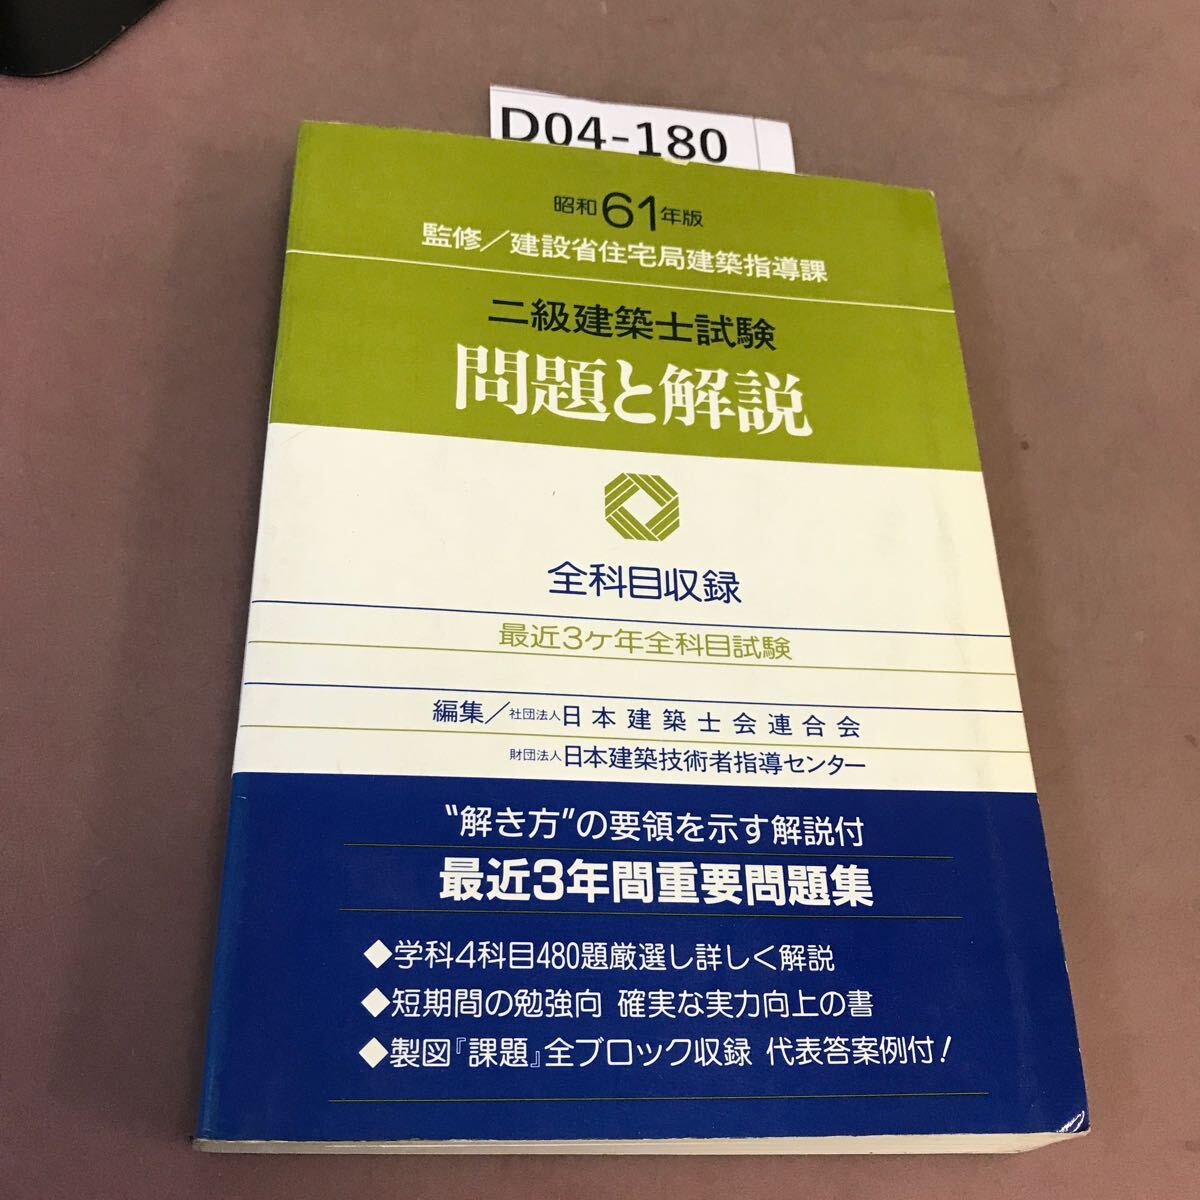 D04-180
昭和61年版
監修／建設省住宅局建築指導課
二級建築士試験
問題と解説
全科目収録
最近3ヶ年全科目試験
編集／社団法人日本建築士会連合会
財団法人日本建築技術者指導センター
“解き方”の要領を示す解説付
最近3年間重要問題集
◆学科4科目480題厳選し詳しく解説
◆短期間の勉強向 確実な実力向上の書
◆製図『課題』全ブロック収録 代表答案例付！